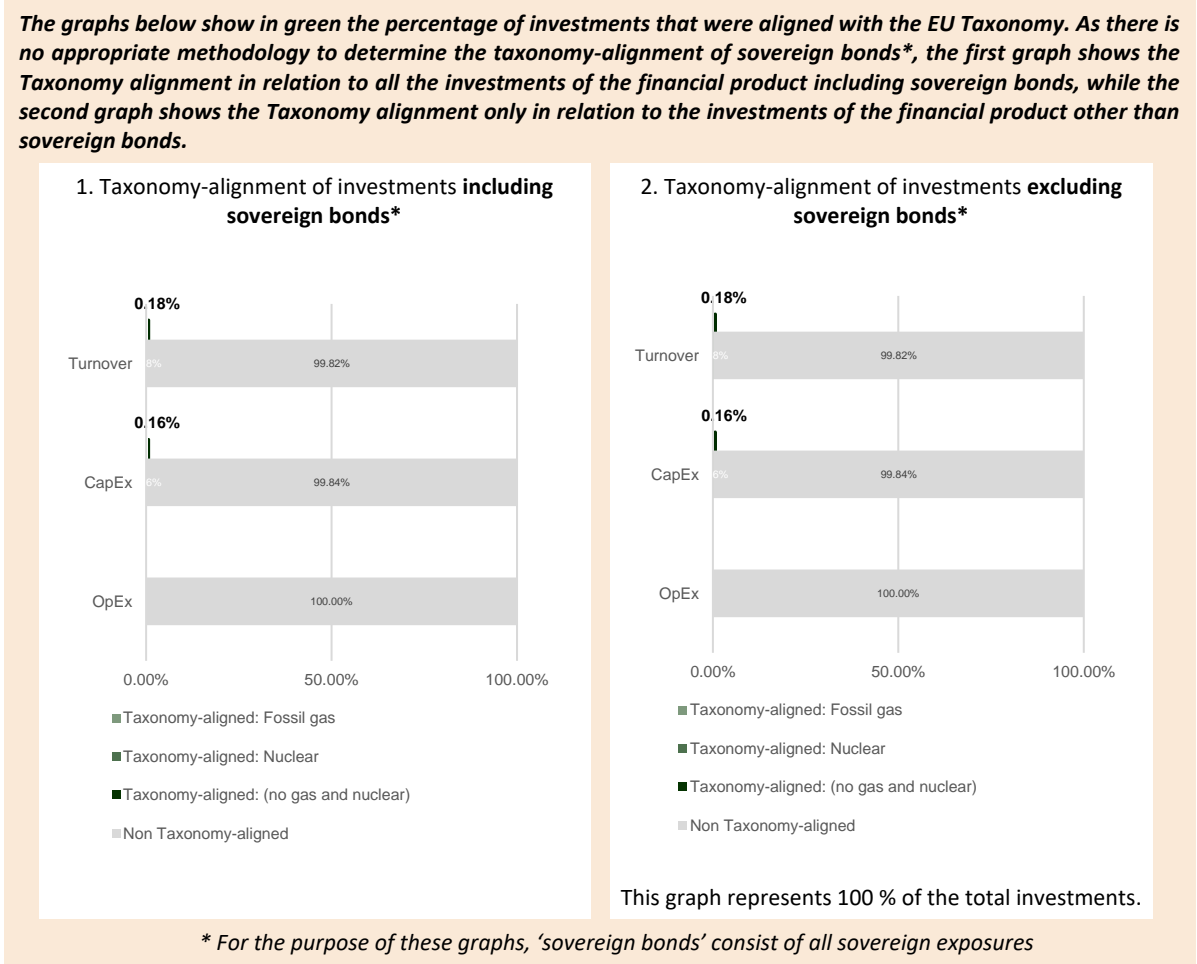 The graphs below show in green the percentage of investments that were aligned with the EU Taxonomy. As there is
no appropriate methodology to determine the taxonomy-alignment of sovereign bonds*, the first graph shows the
Taxonomy alignment in relation to all the investments of the financial product including sovereign bonds, while the
second graph shows the Taxonomy alignment only in relation to the investments of the financial product other than
sovereign bonds.
1. Taxonomy-alignment of investments including
sovereign bonds*
0.18%
Turnover
8%
99.82%
0.16%
CapEx
6%
99.84%
OpEx
100.00%
0.00%
50.00%
100.00%
Taxonomy-aligned: Fossil gas
Taxonomy-aligned: Nuclear
Taxonomy-aligned: (no gas and nuclear)
Non Taxonomy-aligned
2. Taxonomy-alignment of investments excluding
sovereign bonds*
0.18%
Turnover
8%
99.82%
0.16%
CapEx
6%
99.84%
OpEx
100.00%
0.00%
50.00%
100.00%
Taxonomy-aligned: Fossil gas
Taxonomy-aligned: Nuclear
Taxonomy-aligned: (no gas and nuclear)
Non Taxonomy-aligned
This graph represents 100 % of the total investments.
* For the purpose of these graphs, ‘sovereign bonds’ consist of all sovereign exposures